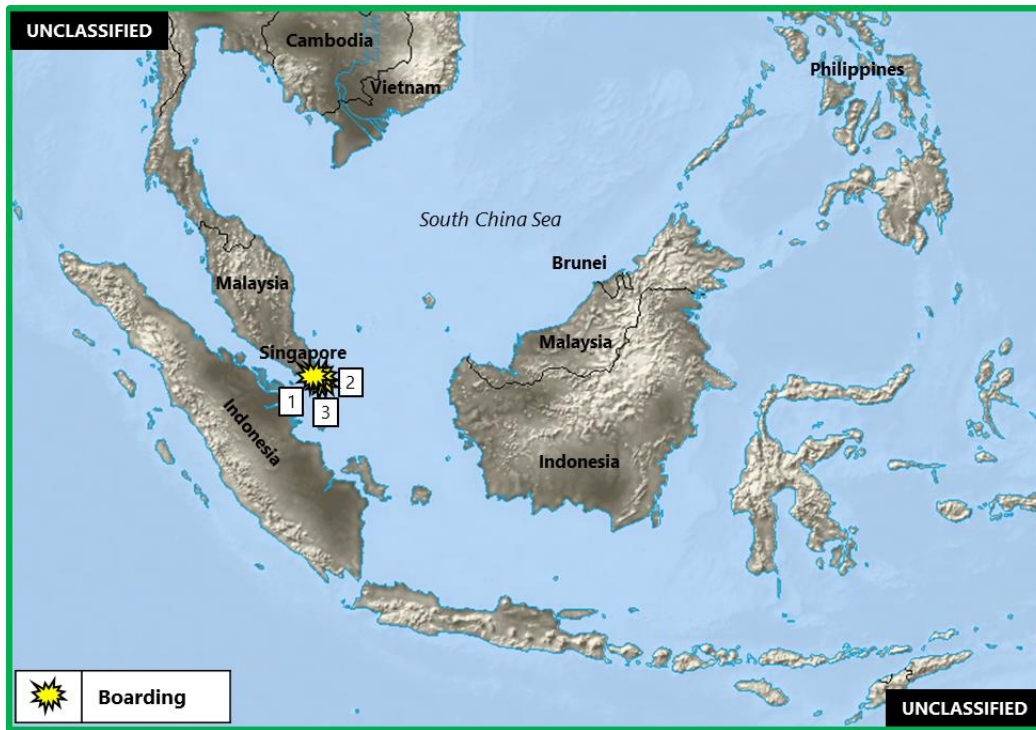 UNCLASSIFIED
Cambodia
Vietnam
Philippines
South China Sea
Brunei
Malaysia
Malaysia
Singapore
2
1
3
Indonesia
Indonesia
Boarding
UNCLASSIFIED